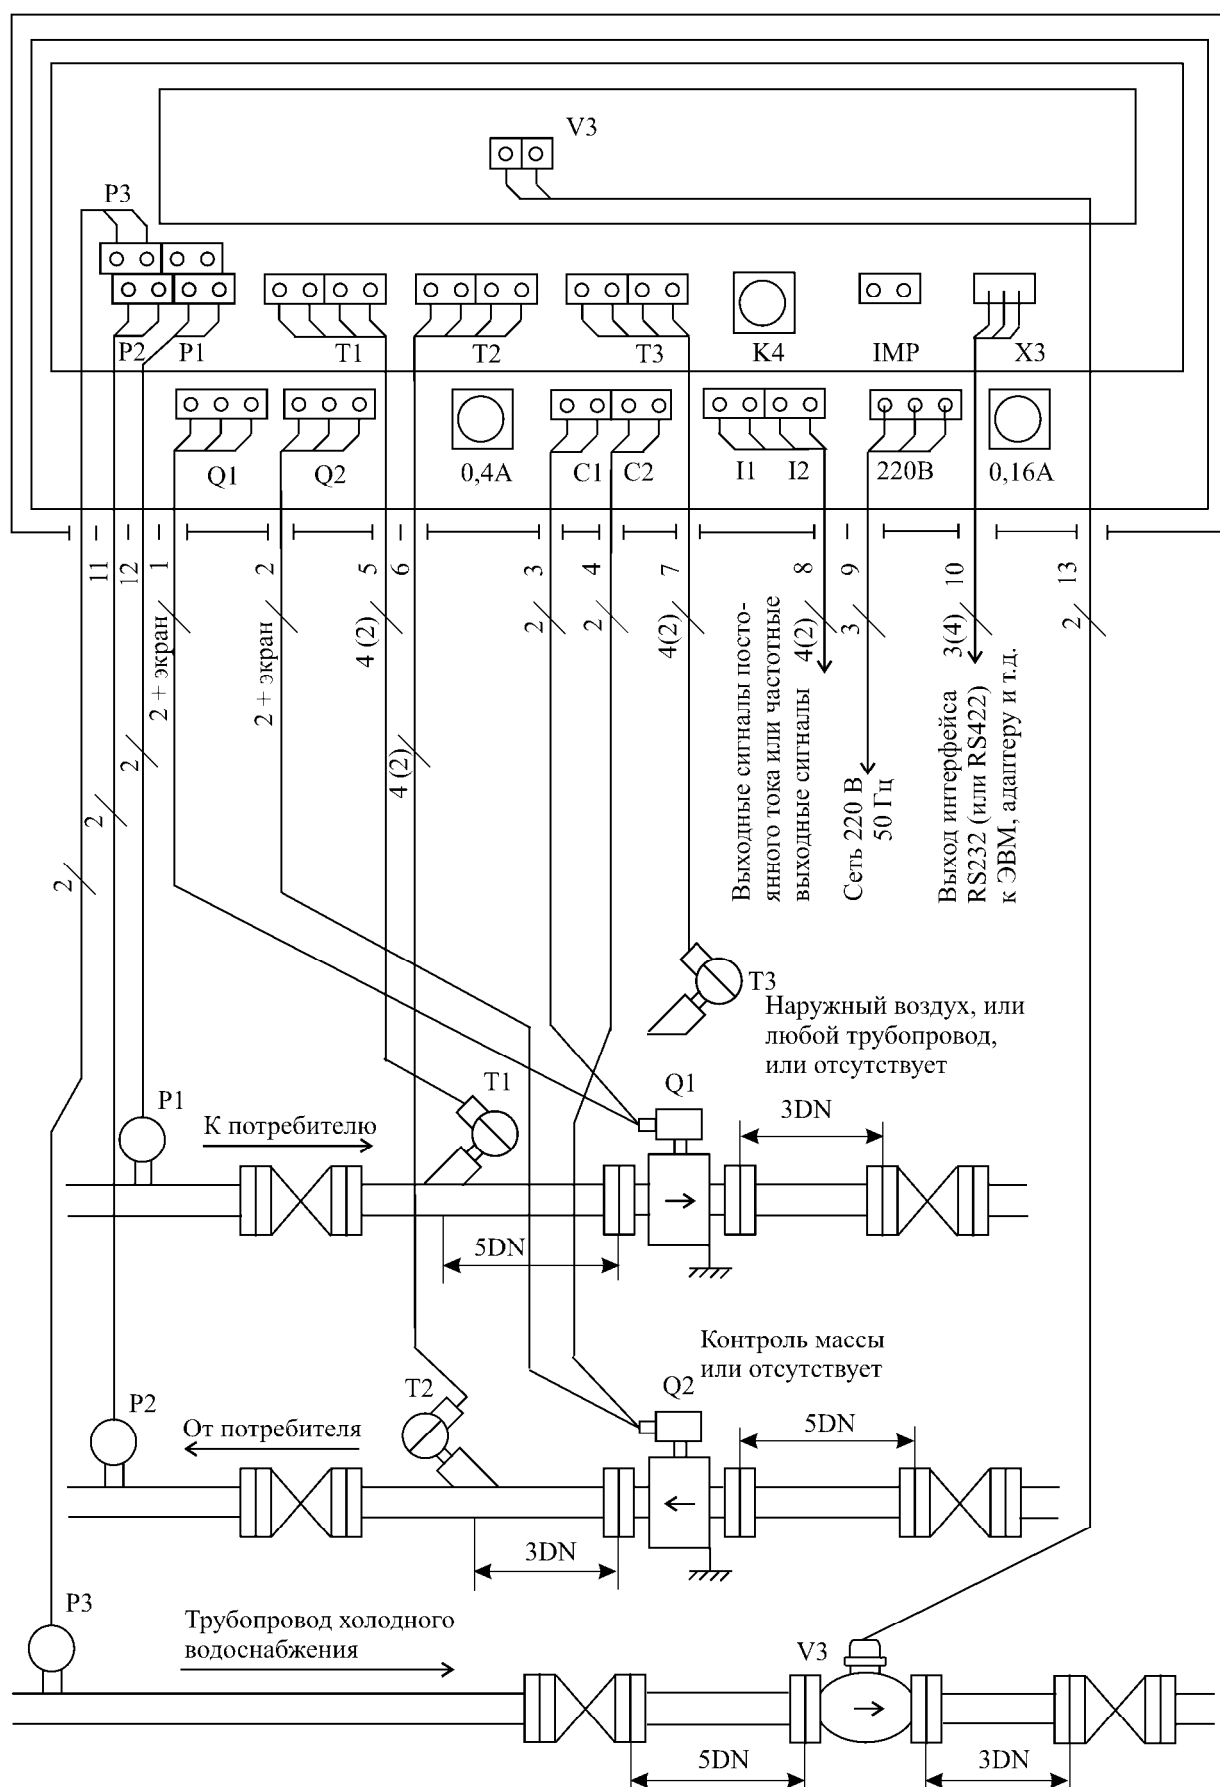 V3
P3
P2
P1
T1
T2
T3
K4
IMP
X3
Q1
Q2
0,4А
C1
C2
I1
I2
220В
0,16А
11
12
1
2
5
6
3
4
7
8
9
10
13
2 + экран
2 + экран
4 (2)
4 (2)
2
2
4(2)
4(2)
3
3(4)
2
2
2
2
Выходные сигналы посто-
янного тока или частотные
выходные сигналы
Сеть 220 В
50 Гц
Выход интерфейса
RS232 (или RS422)
к ЭВМ, адаптеру и т.д.
T3
Наружный воздух, или
любой трубопровод,
или отсутствует
P1
К потребителю
T1
Q1
3DN
5DN
Контроль массы
или отсутствует
P2
От потребителя
T2
Q2
5DN
3DN
P3
Трубопровод холодного
водоснабжения
V3
5DN
3DN